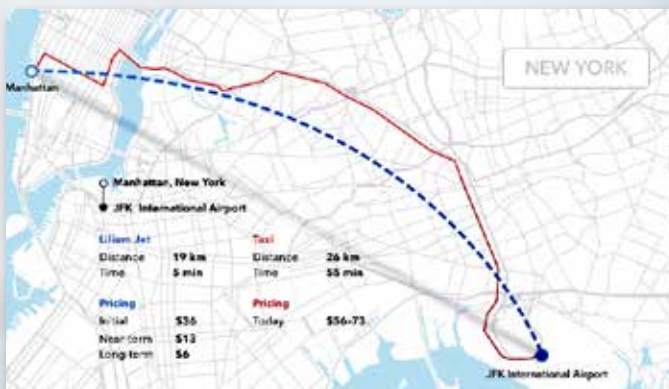 NEW YORK
Manhattan
Manhattan, New York
JFK International Airport
Lilium Jet
Distance 19 km
Time 5 min
Taxi
Distance 26 km
Time 55 min
Pricing
Initial $36
Near term $13
Long term $6
Pricing
Today $56-73
JFK International Airport